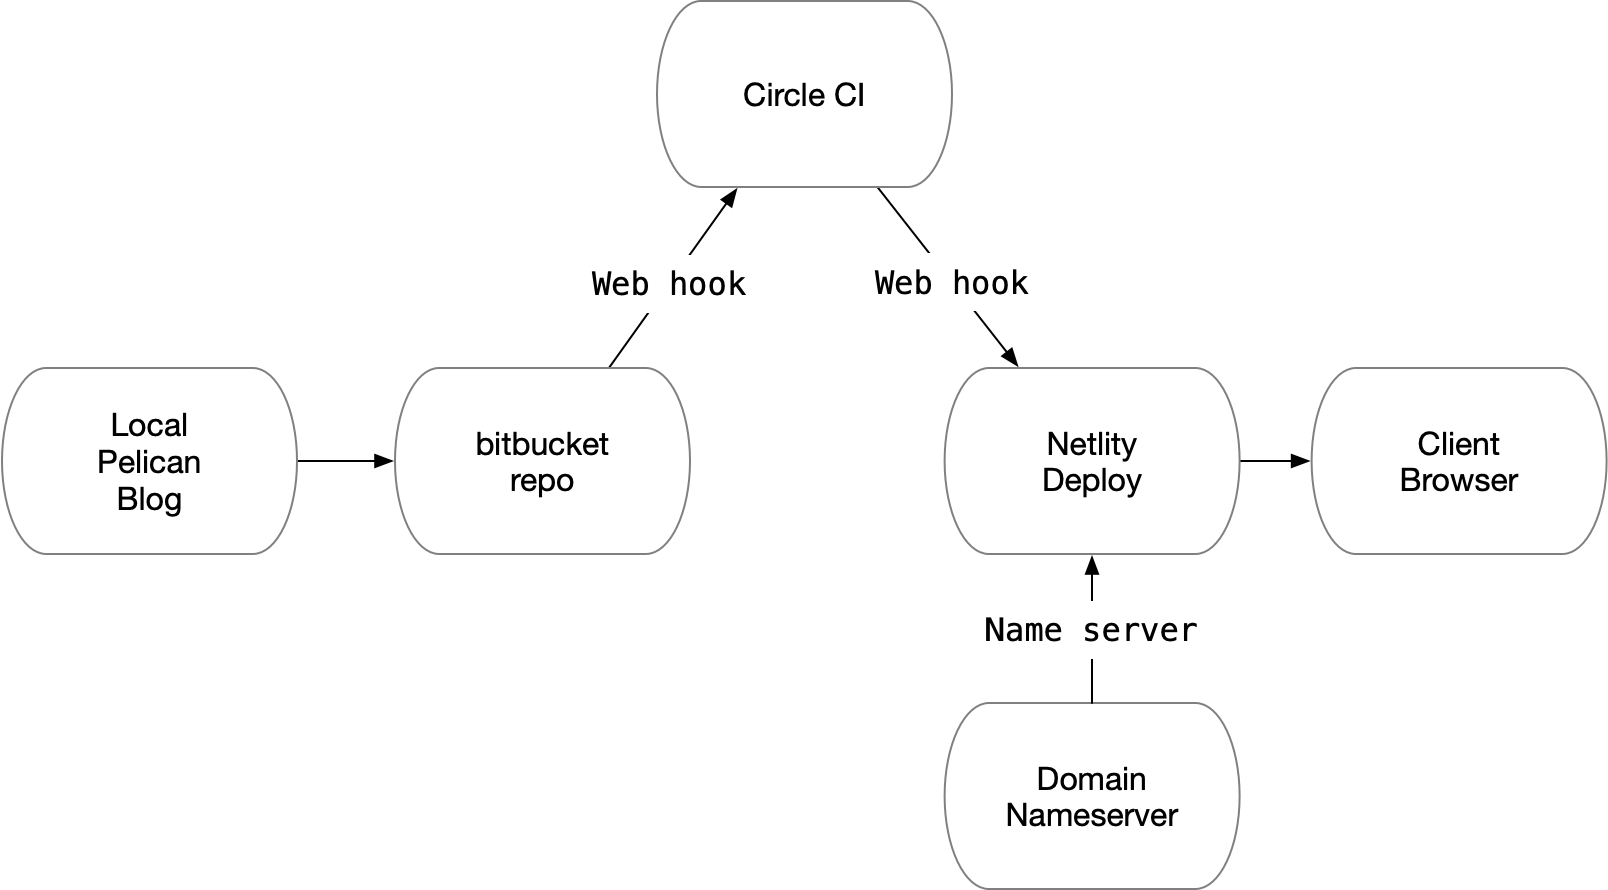 Circle CI
Web hook
Web hook
Local
Pelican
Blog
bitbucket
repo
Netlity
Deploy
Client
Browser
Name server
Domain
Nameserver